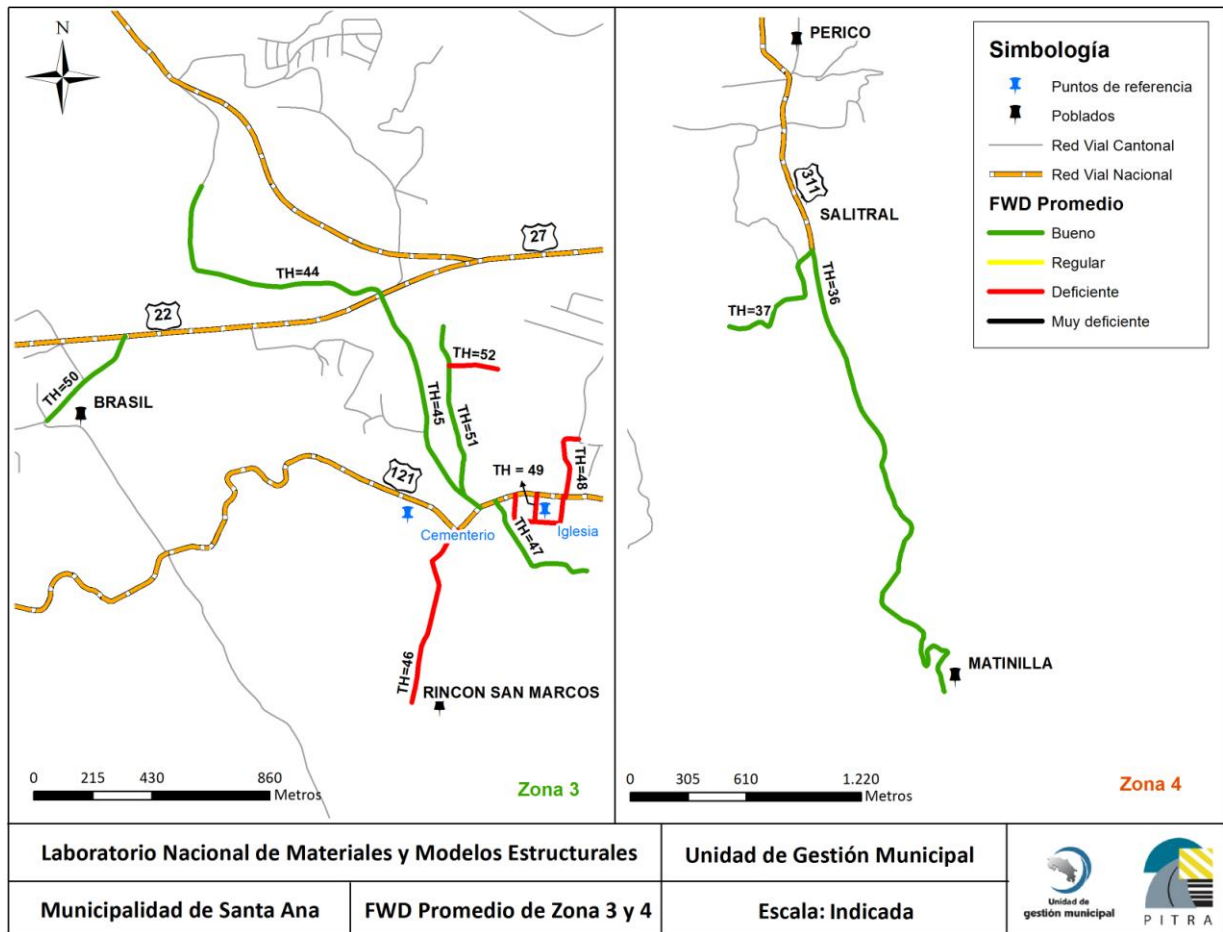 N
TH=44
27
22
TH=50
BRASIL
TH=52
TH=45
TH=51
TH = 49
TH=48
121
Cementerio
Iglesia
TH=47
TH=46
RINCON SAN MARCOS
0 215 430 860
Metros
Zona 3
PERICO
311
SALITRAL
TH=36
TH=37
MATINILLA
0 305 610 1.220
Metros
Zona 4
Simbología
Puntos de referencia
Poblados
Red Vial Cantonal
Red Vial Nacional
FWD Promedio
Bueno
Regular
Deficiente
Muy deficiente
Laboratorio Nacional de Materiales y Modelos Estructurales
Unidad de Gestión Municipal
Municipalidad de Santa Ana
FWD Promedio de Zona 3 y 4
Escala: Indicada
Unidad de
gestión municipal
PITRA